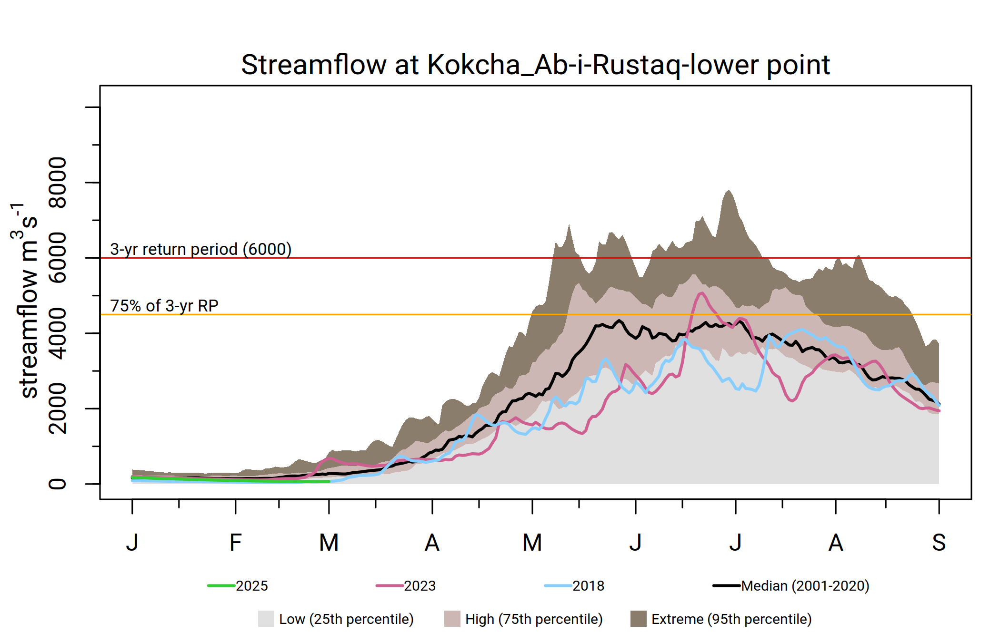 Streamflow at Kokcha_Ab-i-Rustaq-lower point
streamflow m3s-1
8000
6000
4000
2000
0
3-yr return period (6000)
75% of 3-yr RP
J F M A M J J A S
2025 2023 2018 Median (2001-2020)
Low (25th percentile) High (75th percentile) Extreme (95th percentile)